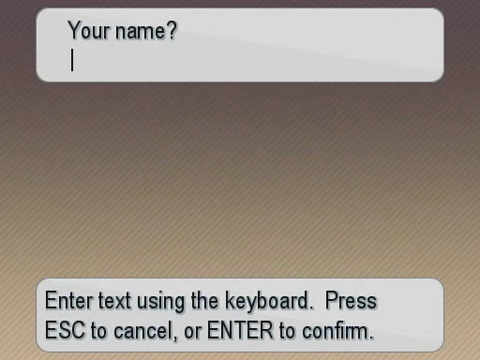 Your name?
Enter text using the keyboard.  Press
ESC to cancel, or ENTER to confirm.